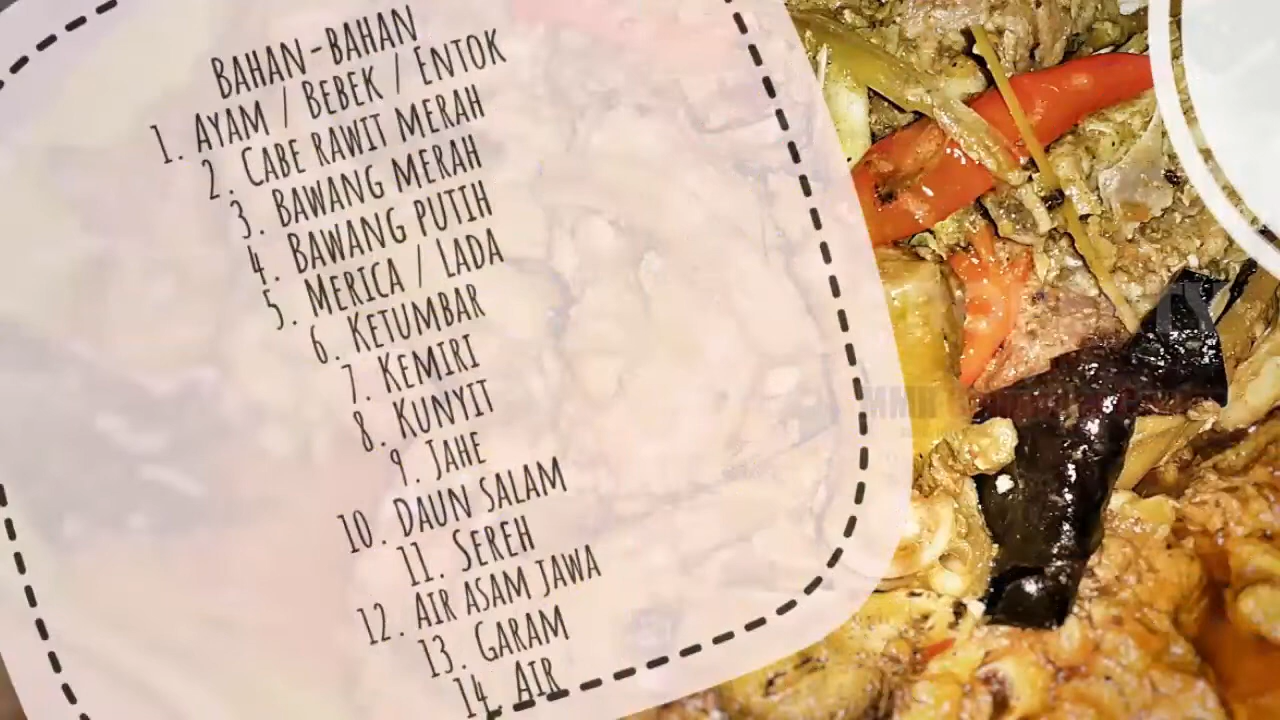 BAHAN-BAHAN
1. AYAM / BEBEK / ENTOK
2. CABE RAWIT MERAH
3. BAWANG MERAH
4. BAWANG PUTIH
5. MERICA / LADA
6. KETUMBAR
7. KEMIRI
8. KUNYIT
9. JAHE
10. DAUN SALAM
11. SEREH
12. AIR ASAM JAWA
13. GARAM
14. AIR